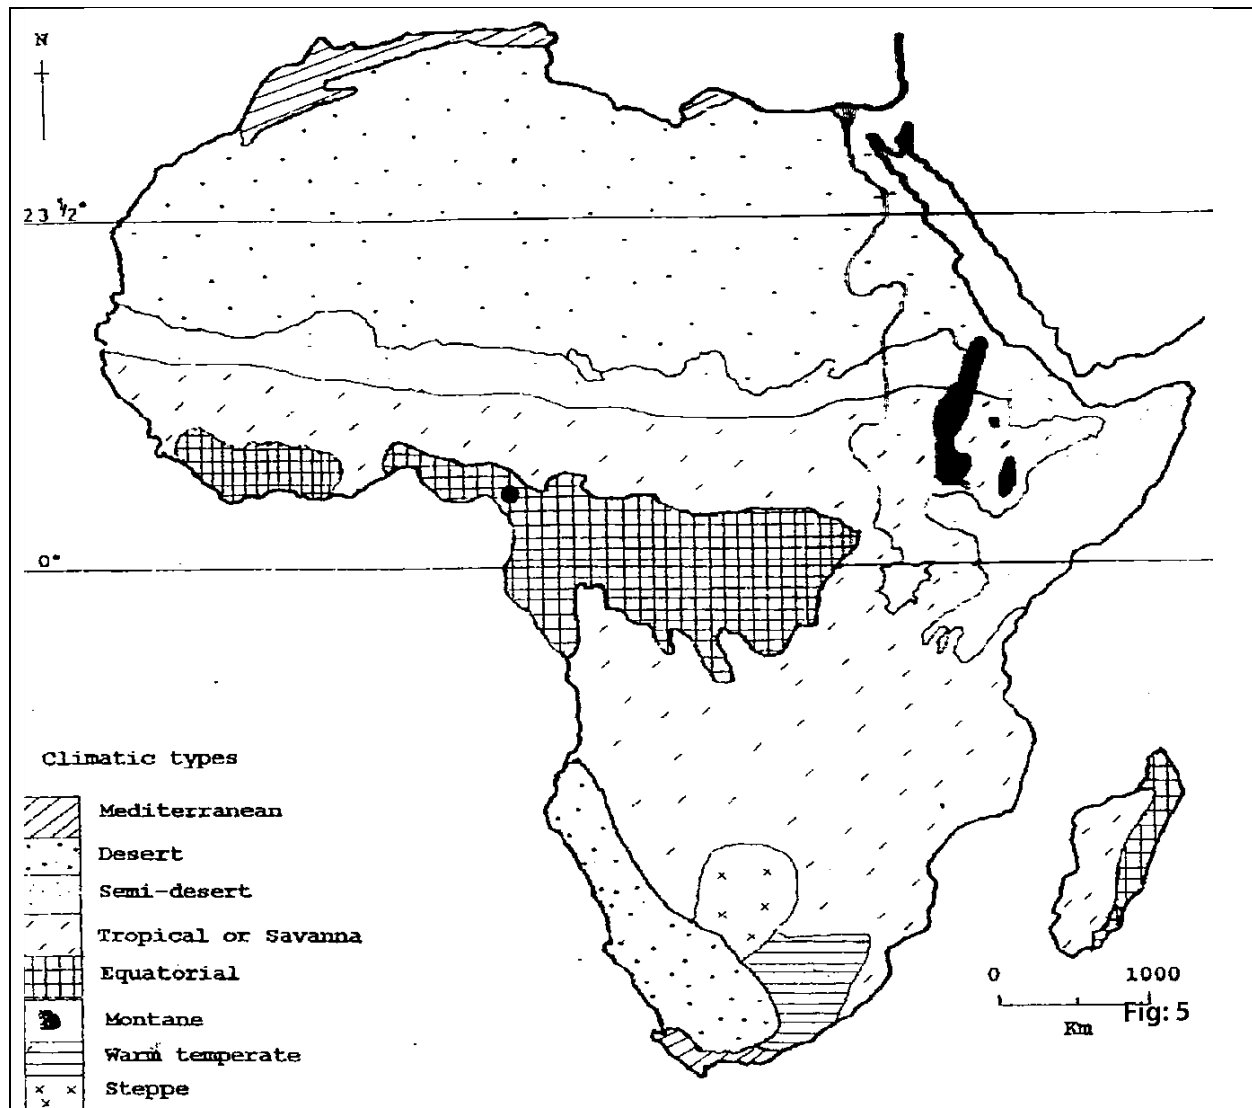 N
23 ½°
0°
Climatic types
Mediterranean
Desert
Semi-desert
Tropical or Savanna
Equatorial
Montane
Warm temperate
Steppe
0 1000
Km
Fig: 5